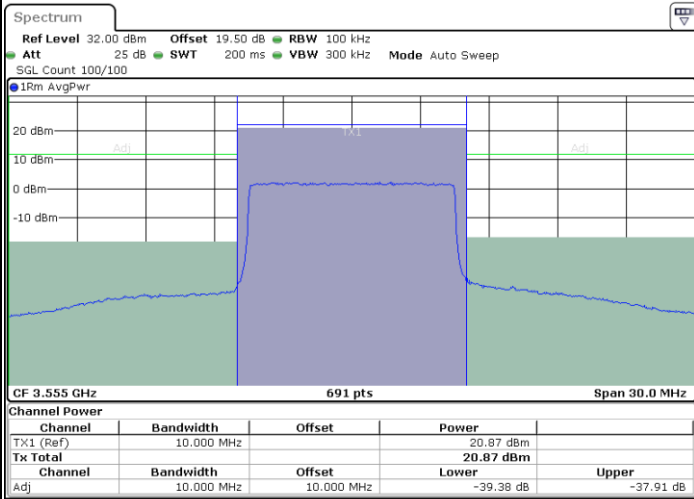 Spectrum
Ref Level 32.00 dBm Offset 19.50 dB RBW 100 kHz
Att 25 dB SWT 200 ms VBW 300 kHz Mode Auto Sweep
SGL Count 100/100
1Rm AvgPwr
TX1
20 dBm
Adj Adj
10 dBm
0 dBm
-10 dBm
CF 3.555 GHz 691 pts Span 30.0 MHz
Channel Power
Channel Bandwidth Offset Power
TX1 (Ref) 10.000 MHz 20.87 dBm
Tx Total 20.87 dBm
Channel Bandwidth Offset Lower Upper
Adj 10.000 MHz 10.000 MHz -39.38 dB -37.91 dB